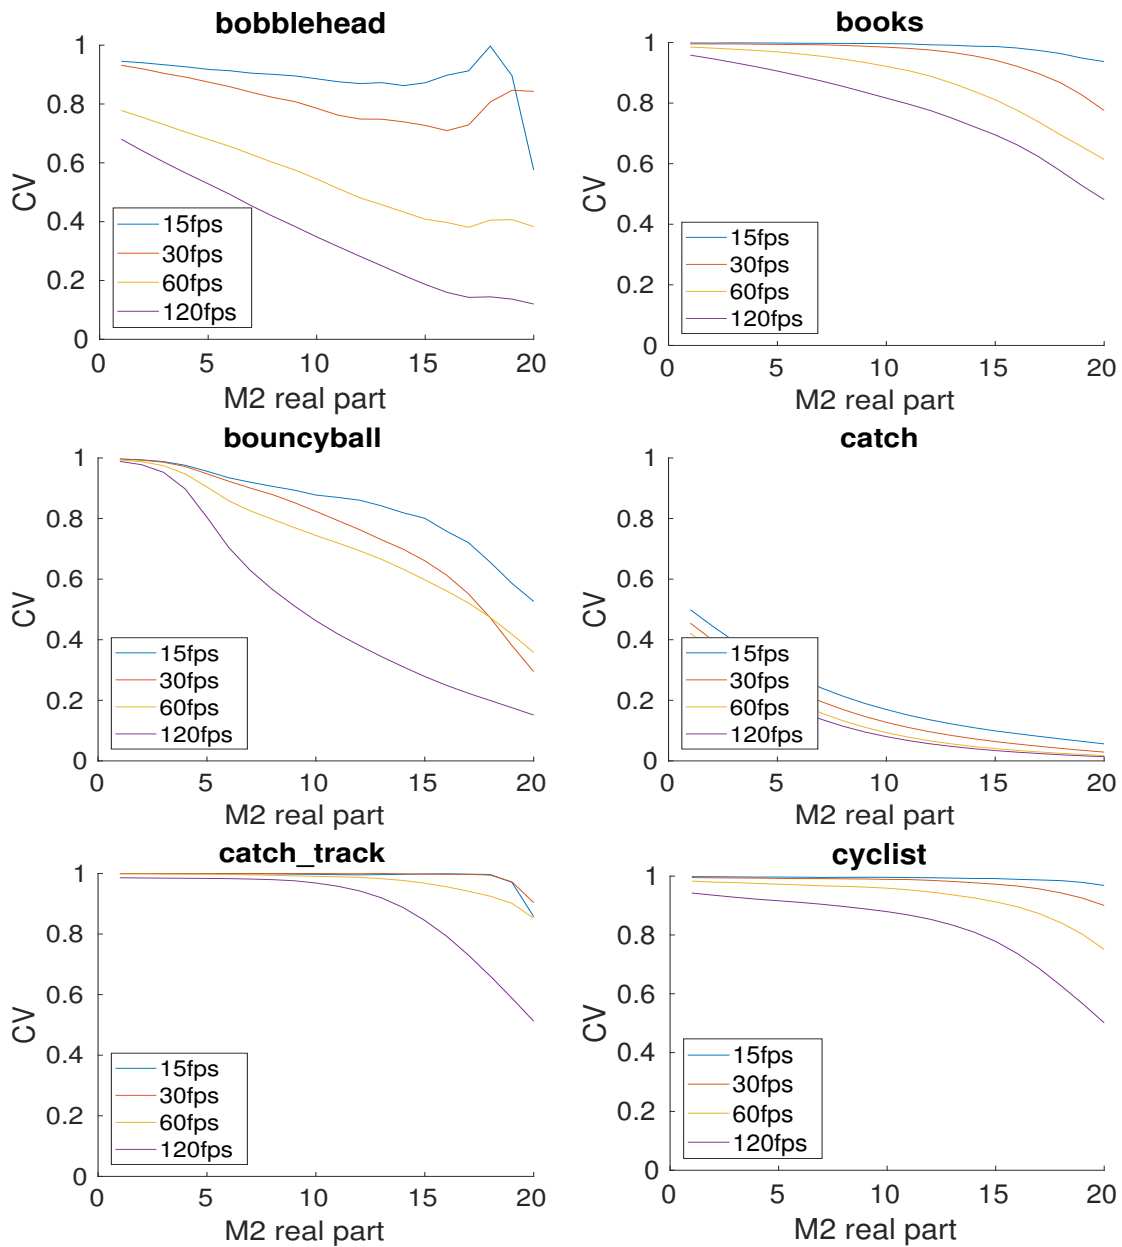 bobblehead
1
0.8
0.6
0.4
0.2
0
CV
15fps
30fps
60fps
120fps
0 5 10 15 20
M2 real part
books
1
0.8
0.6
0.4
0.2
0
CV
15fps
30fps
60fps
120fps
0 5 10 15 20
M2 real part
bouncyball
1
0.8
0.6
0.4
0.2
0
CV
15fps
30fps
60fps
120fps
0 5 10 15 20
M2 real part
catch
1
0.8
0.6
0.4
0.2
0
CV
15fps
30fps
60fps
120fps
0 5 10 15 20
M2 real part
catch_track
1
0.8
0.6
0.4
0.2
0
CV
15fps
30fps
60fps
120fps
0 5 10 15 20
M2 real part
cyclist
1
0.8
0.6
0.4
0.2
0
CV
15fps
30fps
60fps
120fps
0 5 10 15 20
M2 real part